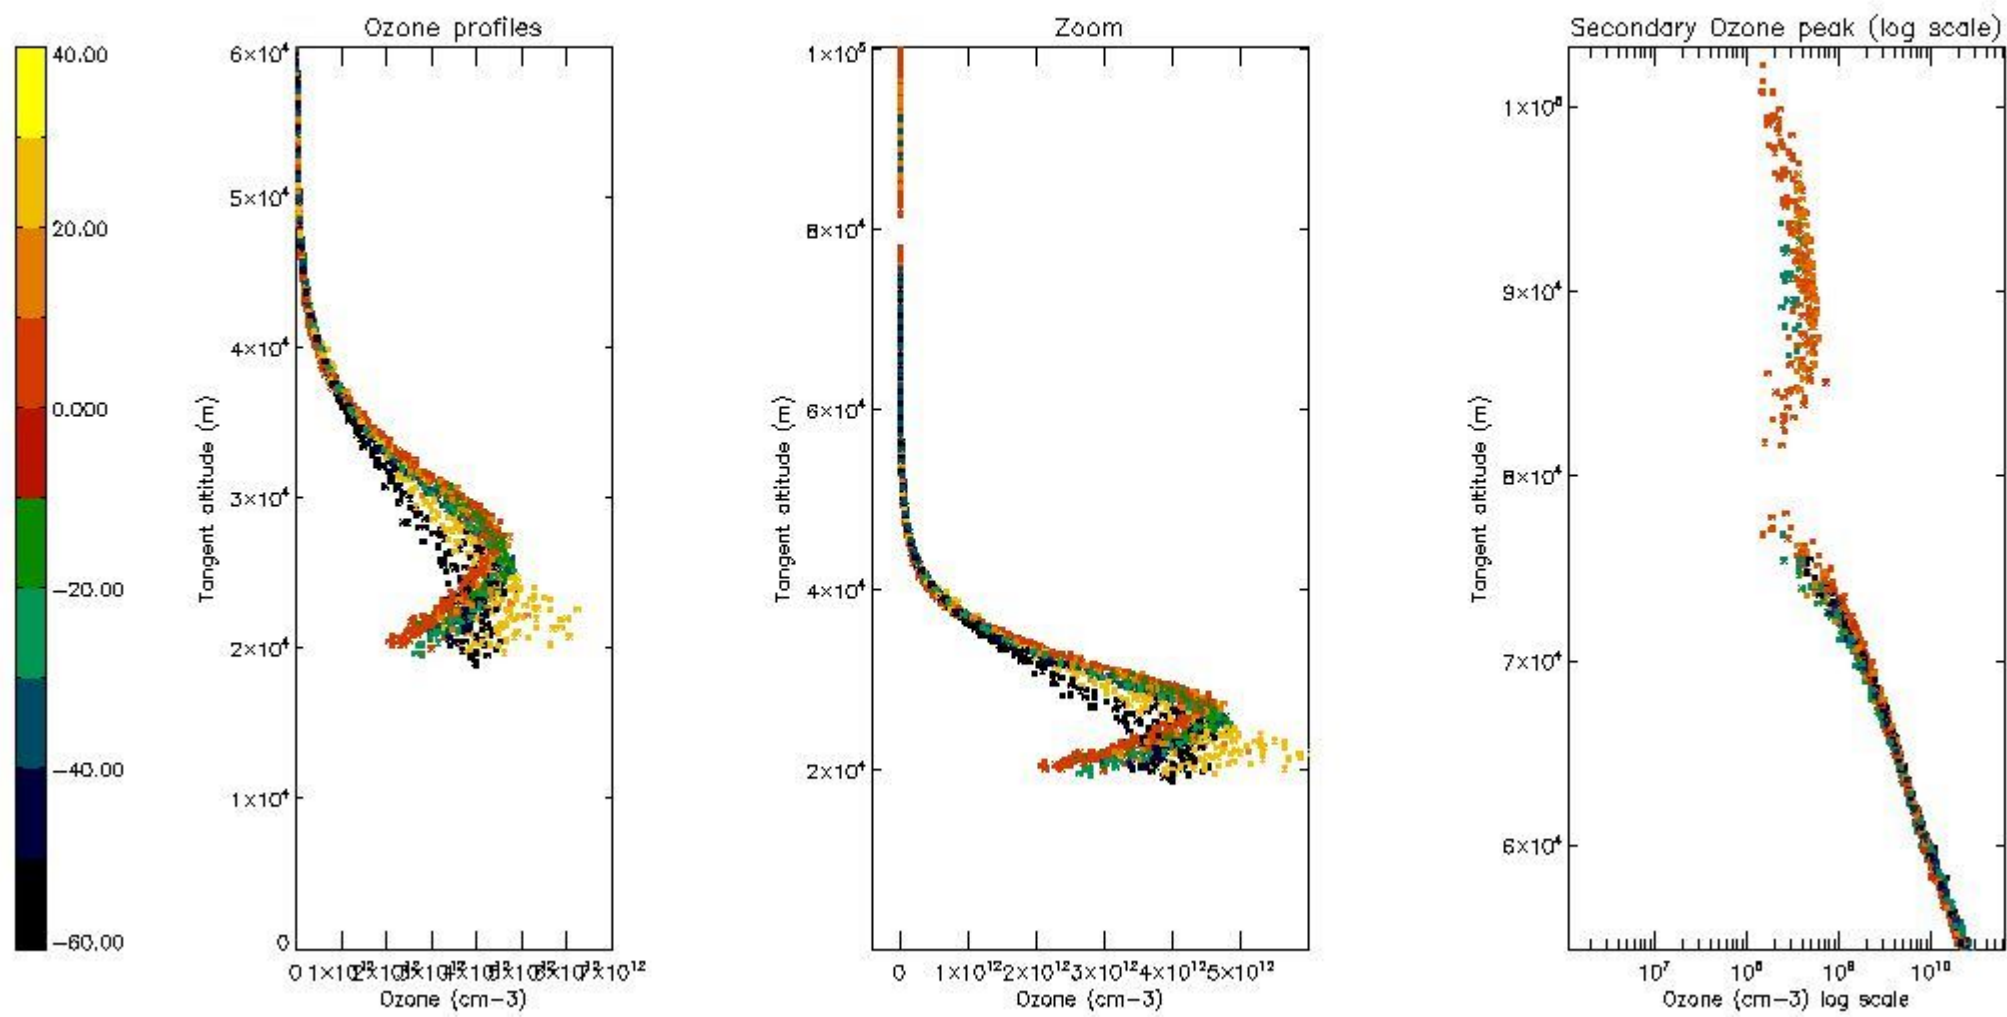 Ozone profiles
Zoom
Secondary Ozone peak (log scale)
40.00
20.00
0.000
−20.00
−40.00
−60.00
6×10⁴
5×10⁴
4×10⁴
3×10⁴
2×10⁴
1×10⁴
0
Tangent altitude (m)
0
7×10¹²
Ozone (cm−3)
1×10⁵
8×10⁴
6×10⁴
4×10⁴
2×10⁴
Tangent altitude (m)
0 1×10¹² 2×10¹² 3×10¹² 4×10¹² 5×10¹²
Ozone (cm−3)
9×10⁴
8×10⁴
7×10⁴
6×10⁴
Tangent altitude (m)
10⁷ 10⁸ 10⁹ 10¹⁰
Ozone (cm−3) log scale